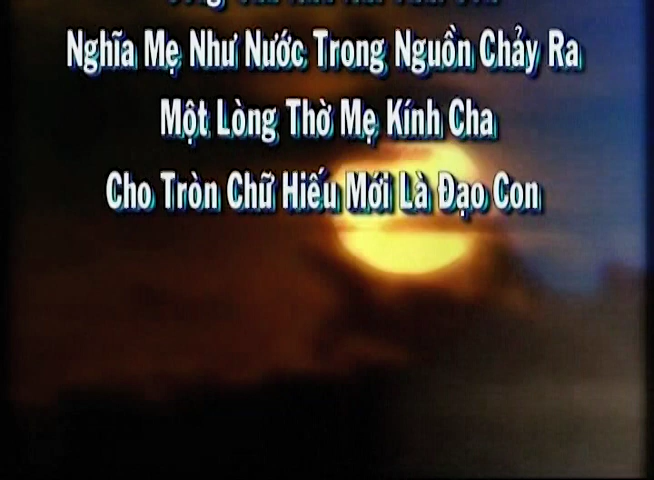 Nghĩa Mẹ Như Nước Trong Nguồn Chảy Ra
Một Lòng Thờ Mẹ Kính Cha
Cho Tròn Chữ Hiếu Mới Là Đạo Con